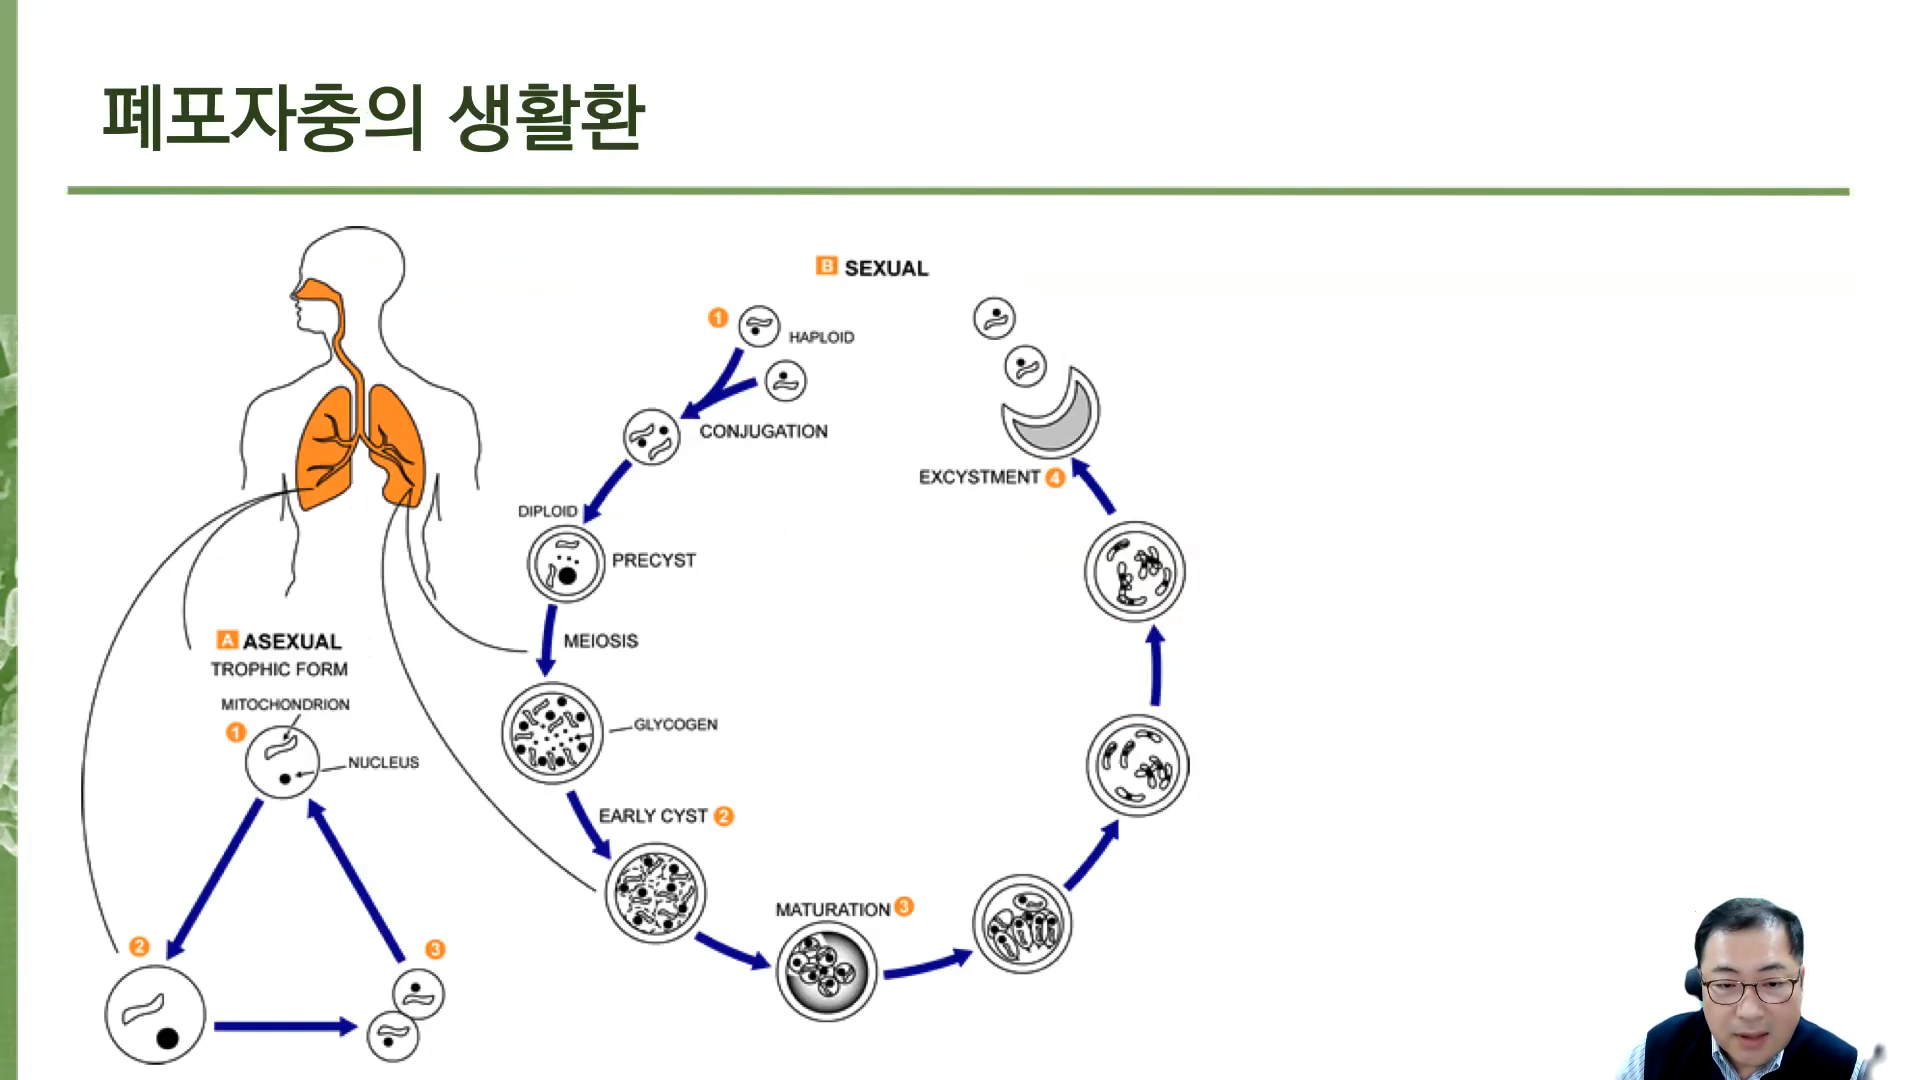 폐포자충의 생활환
B SEXUAL
1
HAPLOID
CONJUGATION
EXCYSTMENT 4
DIPLOID
PRECYST
MEIOSIS
GLYCOGEN
EARLY CYST 2
MATURATION 3
A ASEXUAL
TROPHIC FORM
MITOCHONDRION
1
NUCLEUS
2
3